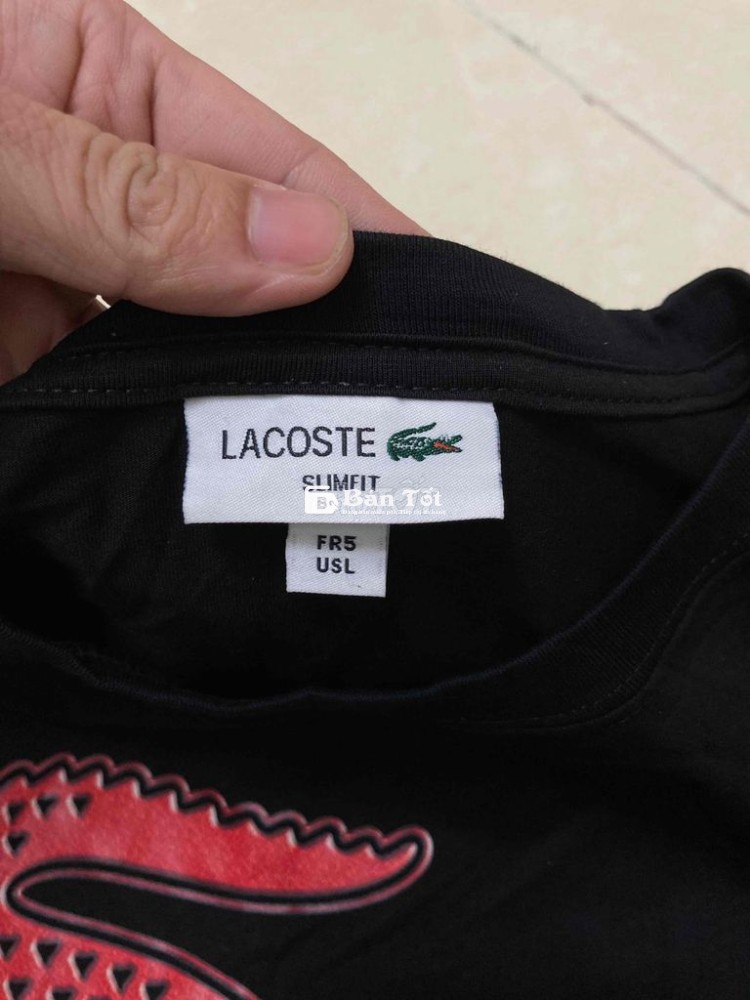 LACOSTE
SLIMFIT
Bán Tốt
FR5
USL